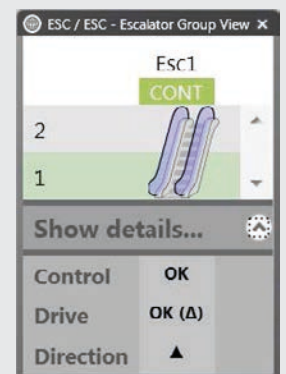 ESC / ESC - Escalator Group View ×
Esc1
CONT
2
1
Show details...
Control OK
Drive OK (Δ)
Direction ▲